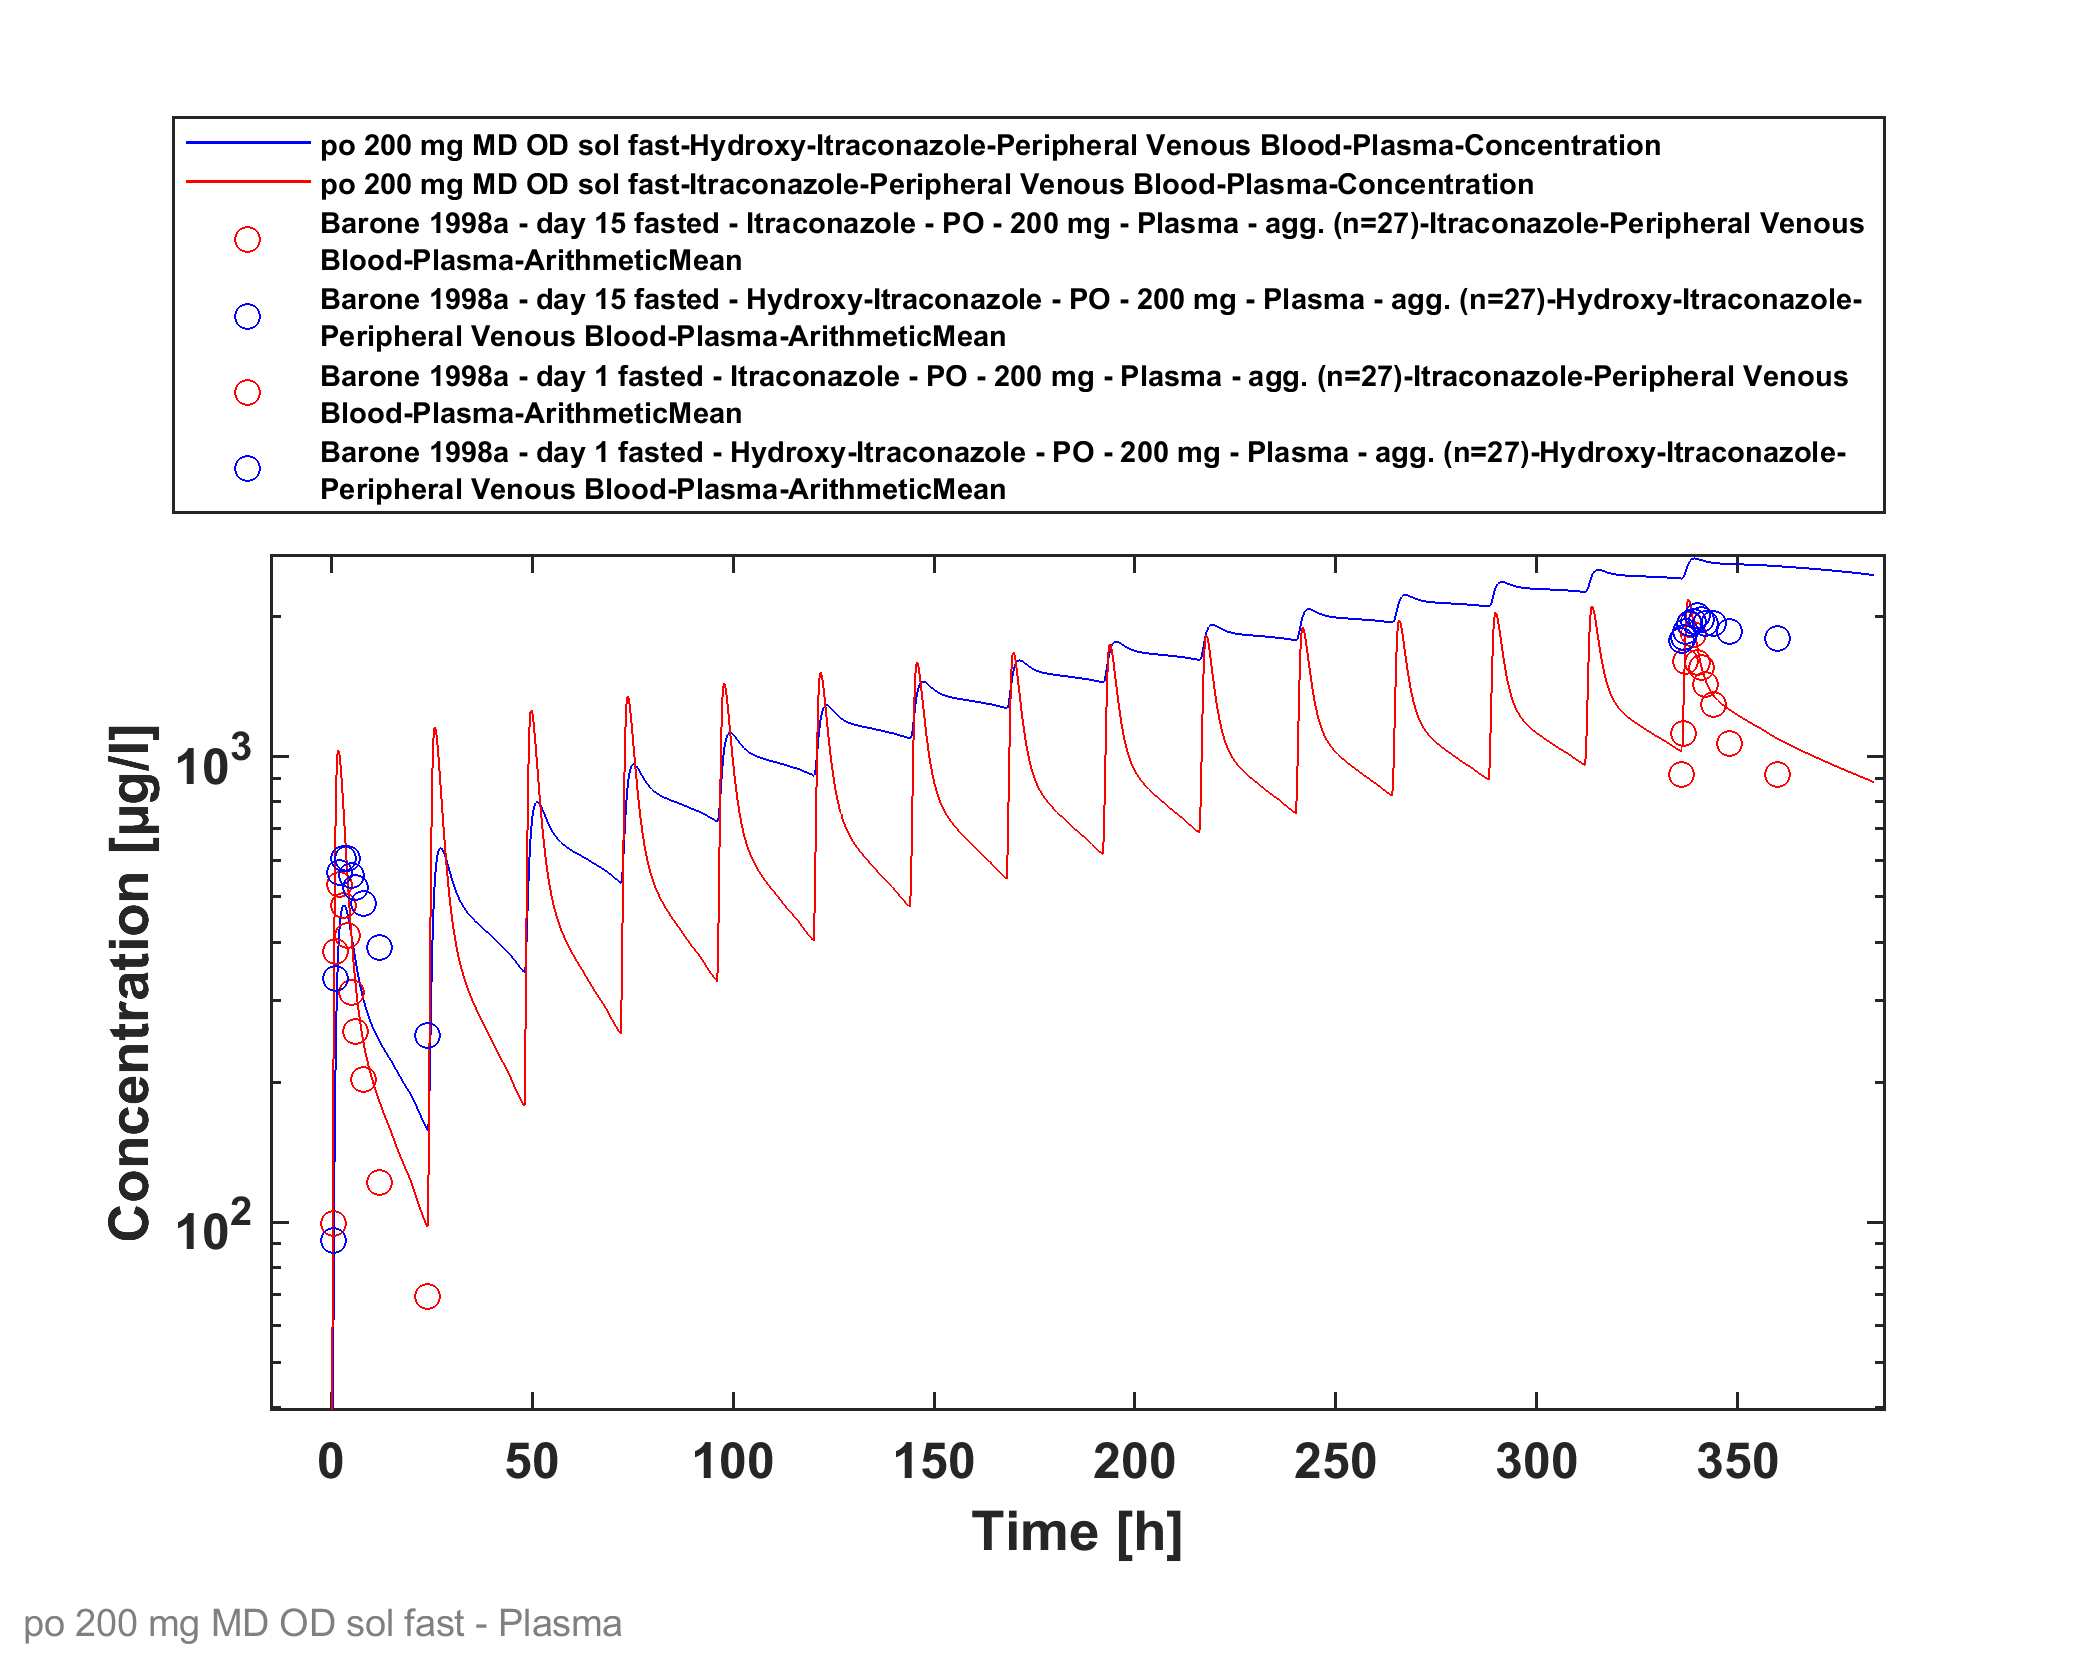 po 200 mg MD OD sol fast-Hydroxy-Itraconazole-Peripheral Venous Blood-Plasma-Concentration
po 200 mg MD OD sol fast-Itraconazole-Peripheral Venous Blood-Plasma-Concentration
Barone 1998a - day 15 fasted - Itraconazole - PO - 200 mg - Plasma - agg. (n=27)-Itraconazole-Peripheral Venous
Blood-Plasma-ArithmeticMean
Barone 1998a - day 15 fasted - Hydroxy-Itraconazole - PO - 200 mg - Plasma - agg. (n=27)-Hydroxy-Itraconazole-
Peripheral Venous Blood-Plasma-ArithmeticMean
Barone 1998a - day 1 fasted - Itraconazole - PO - 200 mg - Plasma - agg. (n=27)-Itraconazole-Peripheral Venous
Blood-Plasma-ArithmeticMean
Barone 1998a - day 1 fasted - Hydroxy-Itraconazole - PO - 200 mg - Plasma - agg. (n=27)-Hydroxy-Itraconazole-
Peripheral Venous Blood-Plasma-ArithmeticMean
Concentration [µg/l]
10^3
10^2
0 50 100 150 200 250 300 350
Time [h]
po 200 mg MD OD sol fast - Plasma